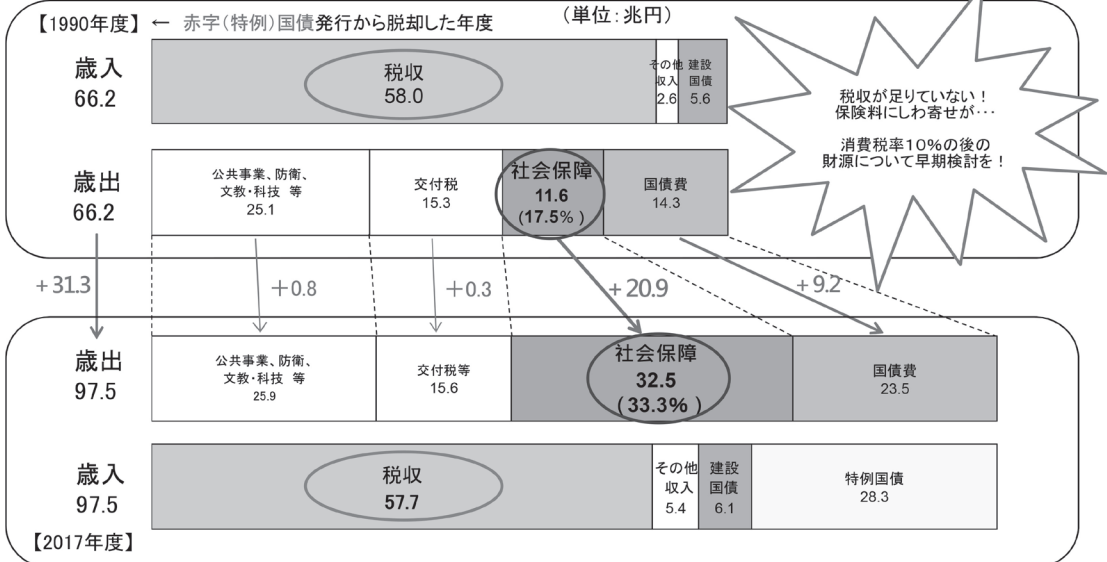 【1990年度】 ← 赤字(特例)国債発行から脱却した年度
(単位:兆円)
歳入
66.2
税収
58.0
その他
収入
2.6
建設
国債
5.6
税収が足りていない!
保険料にしわ寄せが…
消費税率10%の後の
財源について早期検討を!
歳出
66.2
公共事業、防衛、
文教・科技 等
25.1
交付税
15.3
社会保障
11.6
(17.5%)
国債費
14.3
+31.3
+0.8
+0.3
+20.9
+9.2
歳出
97.5
公共事業、防衛、
文教・科技 等
25.9
交付税等
15.6
社会保障
32.5
(33.3%)
国債費
23.5
歳入
97.5
税収
57.7
その他
収入
5.4
建設
国債
6.1
特例国債
28.3
【2017年度】